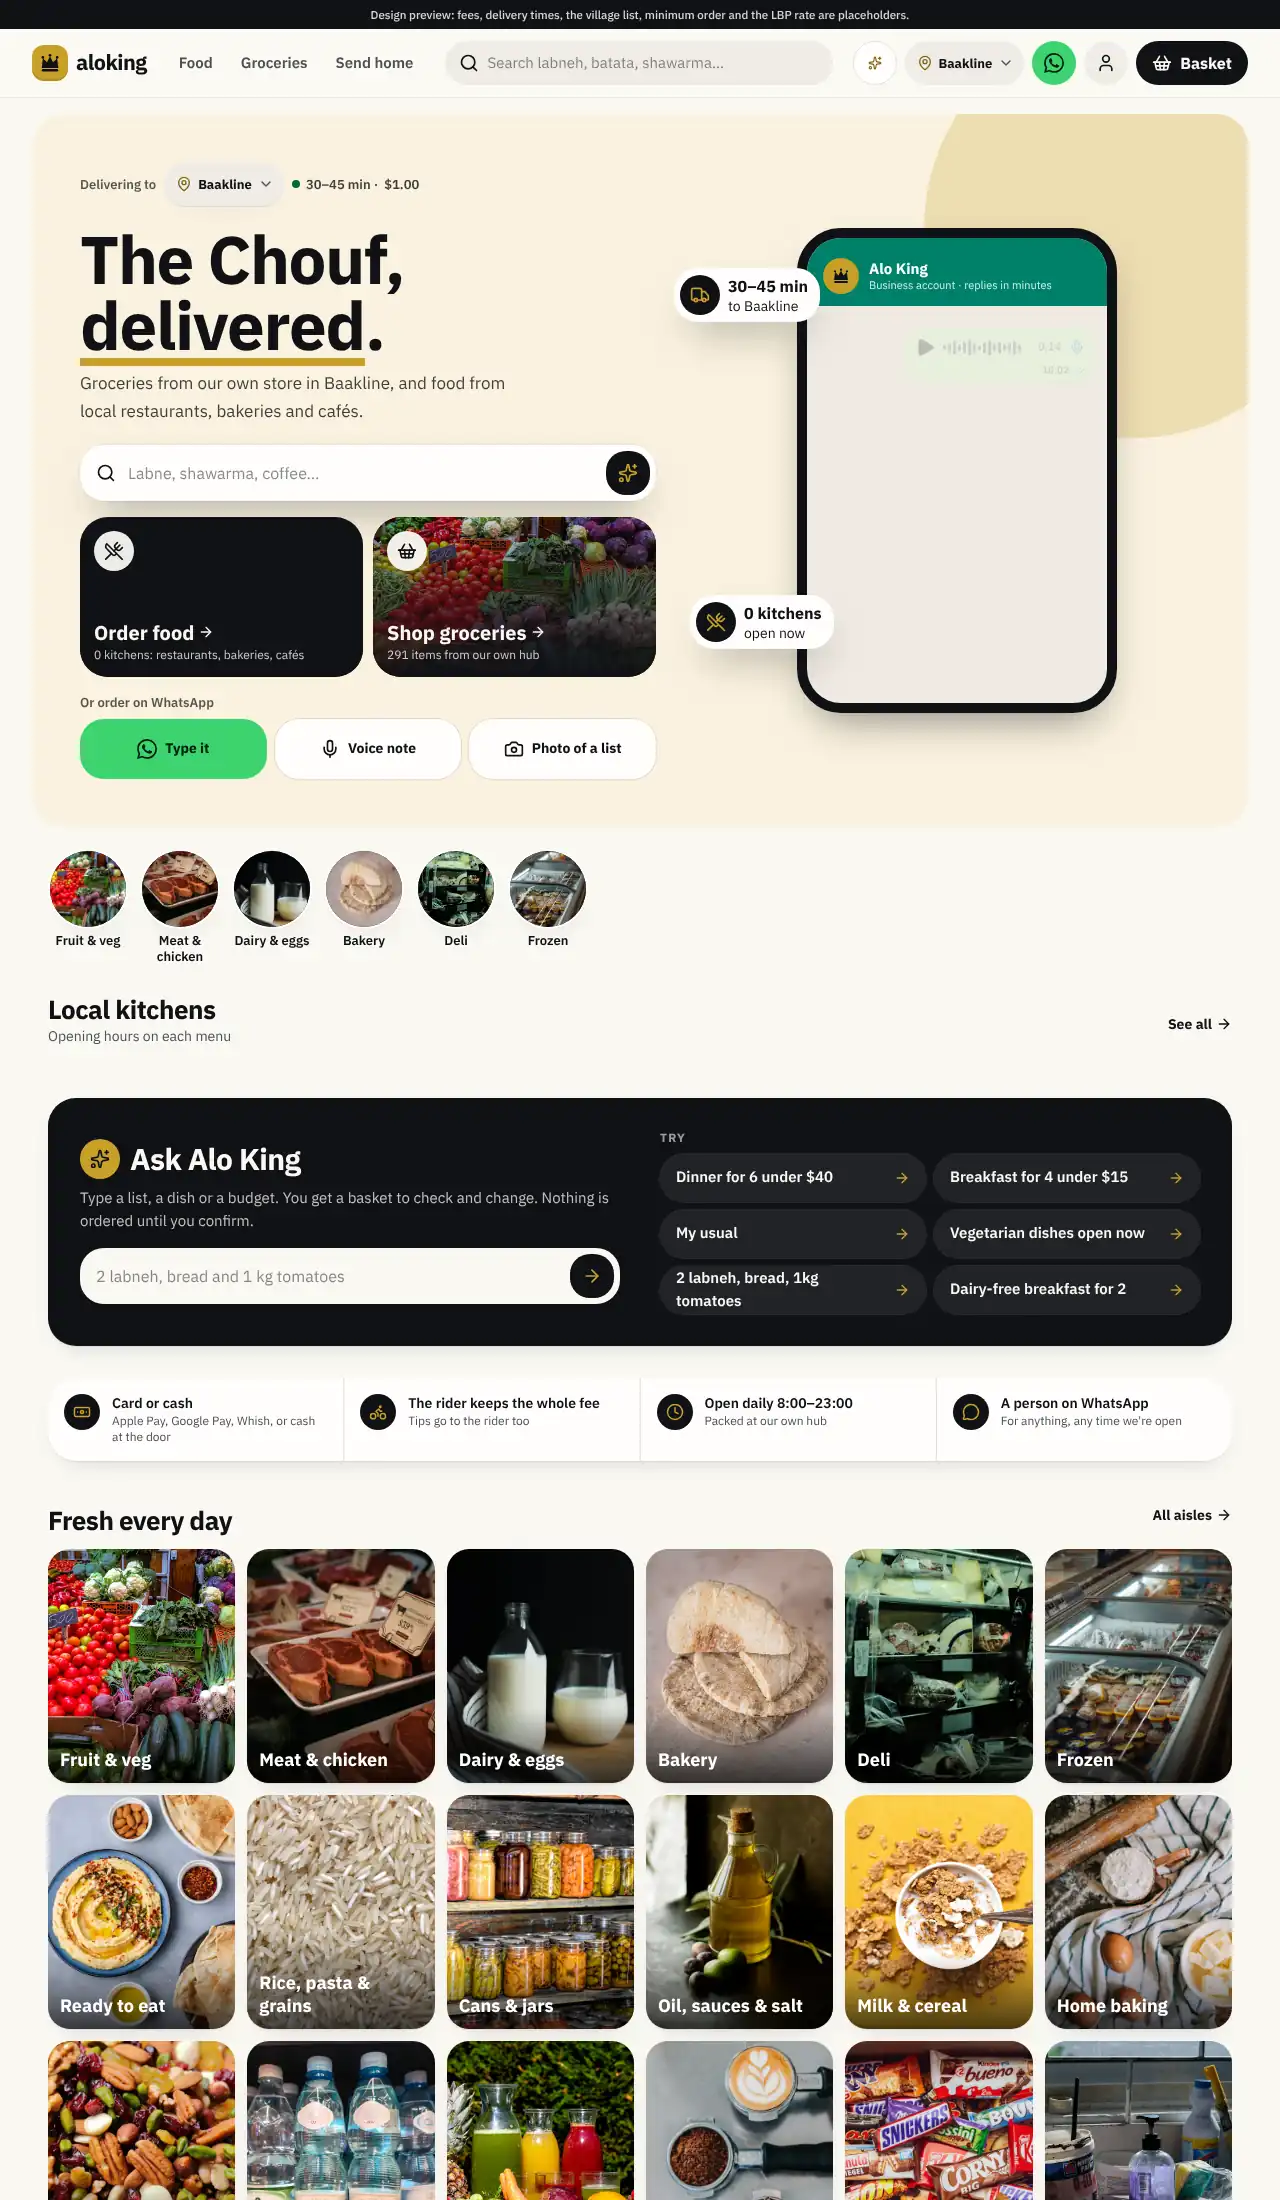 Design preview: fees, delivery times, the village list, minimum order and the LBP rate are placeholders.
aloking
Food
Groceries
Send home
Search labneh, batata, shawarma...
Baakline
Basket
Delivering to
Baakline
30–45 min · $1.00
The Chouf,
delivered.
Groceries from our own store in Baakline, and food from
local restaurants, bakeries and cafés.
Labne, shawarma, coffee...
Order food
0 kitchens: restaurants, bakeries, cafés
Shop groceries
291 items from our own hub
Or order on WhatsApp
Type it
Voice note
Photo of a list
30–45 min
to Baakline
Alo King
Business account · replies in minutes
0:14
18:02
0 kitchens
open now
Fruit & veg
Meat &
chicken
Dairy & eggs
Bakery
Deli
Frozen
Local kitchens
Opening hours on each menu
See all
Ask Alo King
Type a list, a dish or a budget. You get a basket to check and change. Nothing is
ordered until you confirm.
2 labneh, bread and 1 kg tomatoes
TRY
Dinner for 6 under $40
Breakfast for 4 under $15
My usual
Vegetarian dishes open now
2 labneh, bread, 1kg
tomatoes
Dairy-free breakfast for 2
Card or cash
Apple Pay, Google Pay, Whish, or cash
at the door
The rider keeps the whole fee
Tips go to the rider too
Open daily 8:00–23:00
Packed at our own hub
A person on WhatsApp
For anything, any time we're open
Fresh every day
All aisles
Fruit & veg
Meat & chicken
Dairy & eggs
Bakery
Deli
Frozen
Ready to eat
Rice, pasta &
grains
Cans & jars
Oil, sauces & salt
Milk & cereal
Home baking
Kinder
bueno
SNICKERS
CORNY
BIG